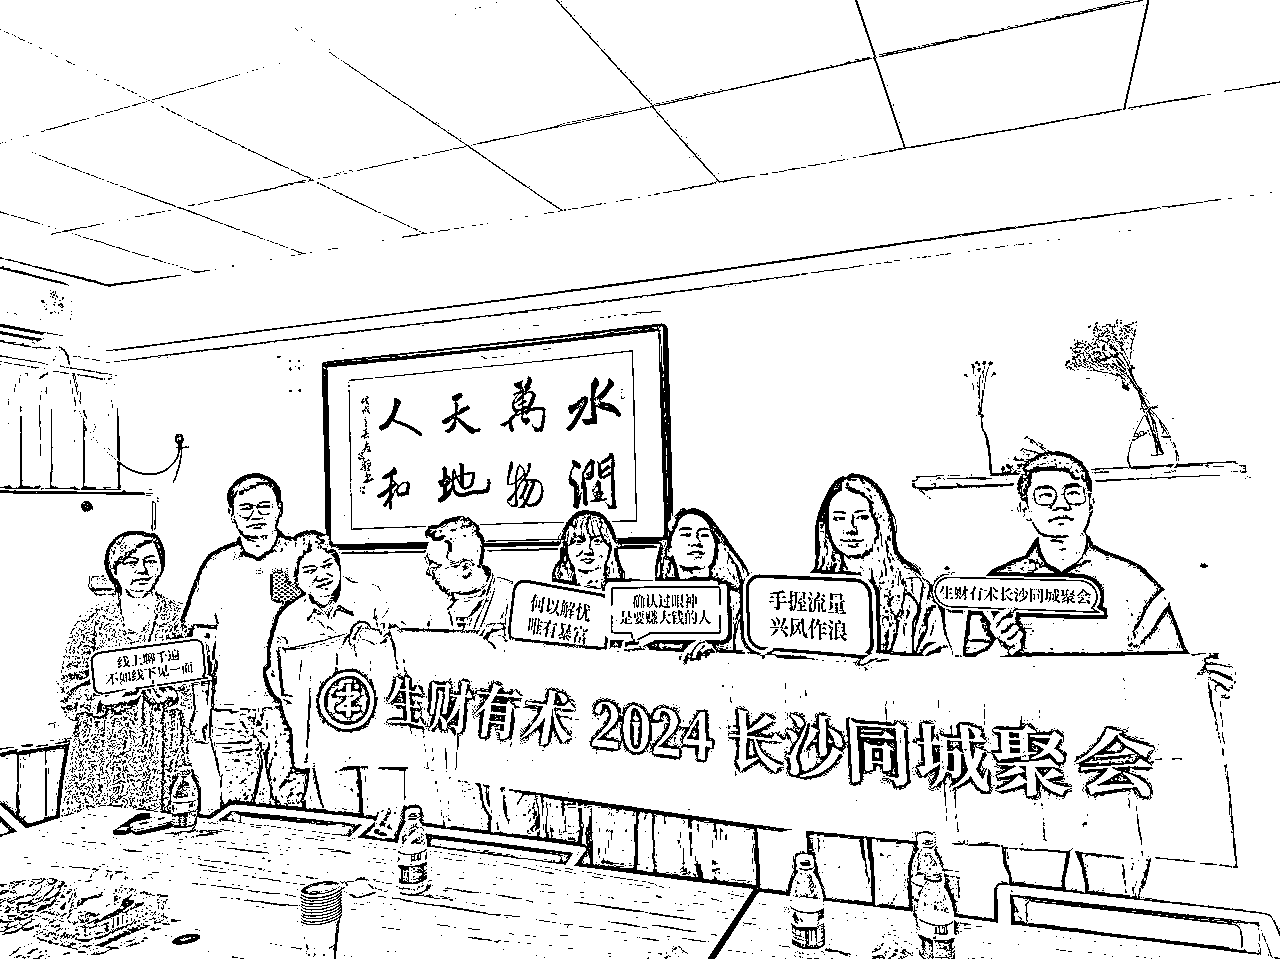 水萬天人
潤物地和
何以解忧
唯有暴富
确认过眼神
是要赚大钱的人
手握流量
兴风作浪
生财有术长沙同城聚会
线上聊千遍
不如线下见一面
生财有术 2024 长沙同城聚会